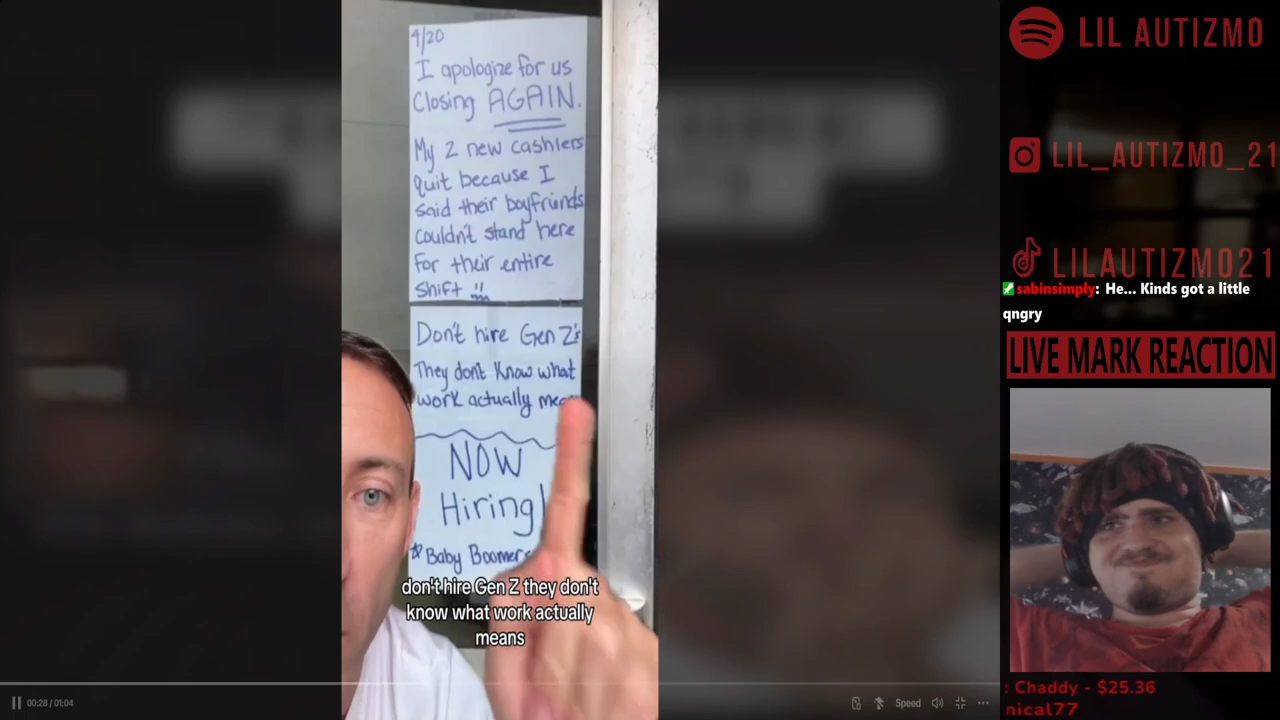 4/20
I apologize for us
Closing AGAIN.
My 2 new cashiers
quit because I
said their boyfriends
couldn't stand here
for their entire
shift
Don't hire Gen Z's
They don't know what
work actually
NOW
Hiring!
Baby Boomers
don't hire Gen Z they don't
know what work actually
means
00:28 / 01:04
Speed
LIL AUTIZMO
LIL_AUTIZMO_21
LILAUTIZMO21
sabinsimply: He... Kinds got a little
qngry
LIVE MARK REACTION
: Chaddy - $25.36
nical77